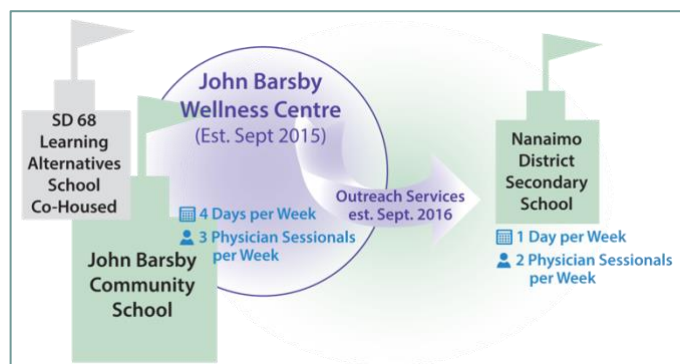 SD 68
Learning
Alternatives
School
Co-Housed
John Barsby
Community
School
John Barsby
Wellness Centre
(Est. Sept 2015)
4 Days per Week
3 Physician Sessionals
per Week
Outreach Services
est. Sept. 2016
Nanaimo
District
Secondary
School
1 Day per Week
2 Physician Sessionals
per Week